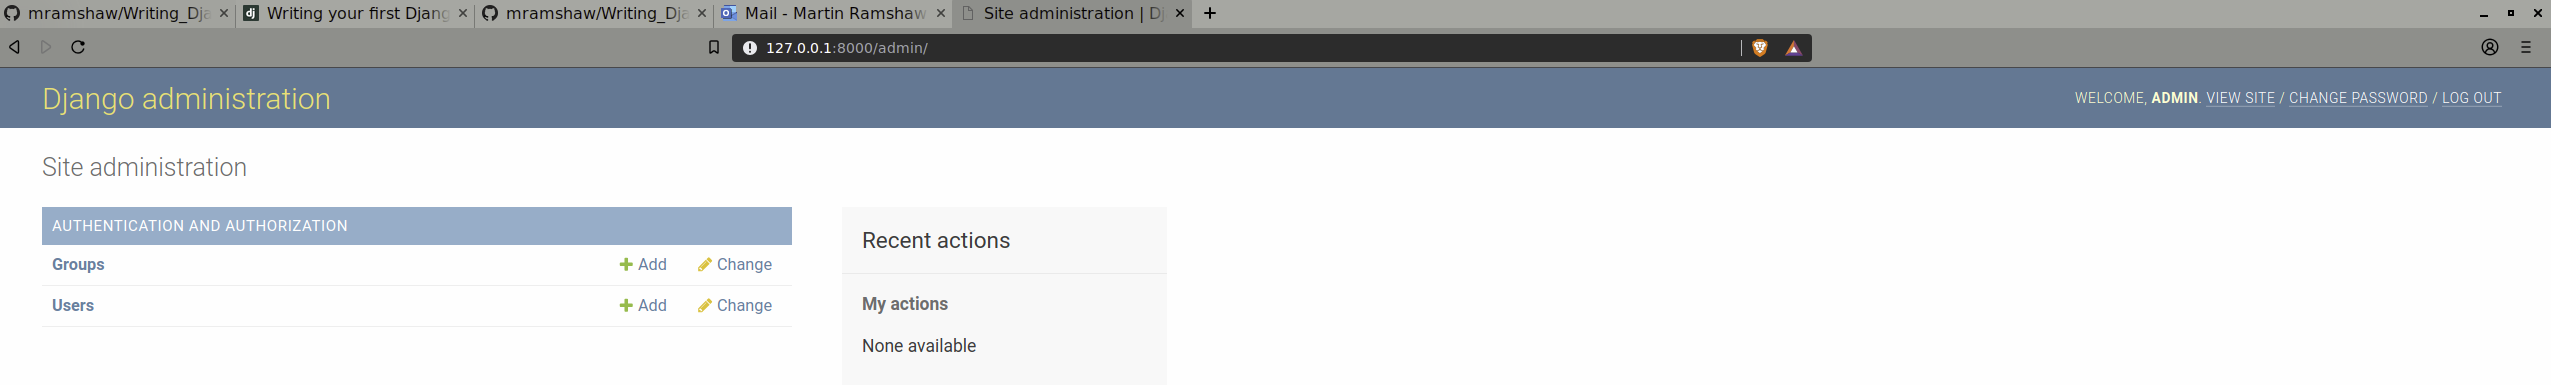 mramshaw/Writing_Dja
Writing your first Djang
mramshaw/Writing_Dja
Mail - Martin Ramshaw
Site administration | Dj
127.0.0.1:8000/admin/
Django administration
WELCOME, ADMIN. VIEW SITE / CHANGE PASSWORD / LOG OUT
Site administration
AUTHENTICATION AND AUTHORIZATION
Groups Add Change
Users Add Change
Recent actions
My actions
None available